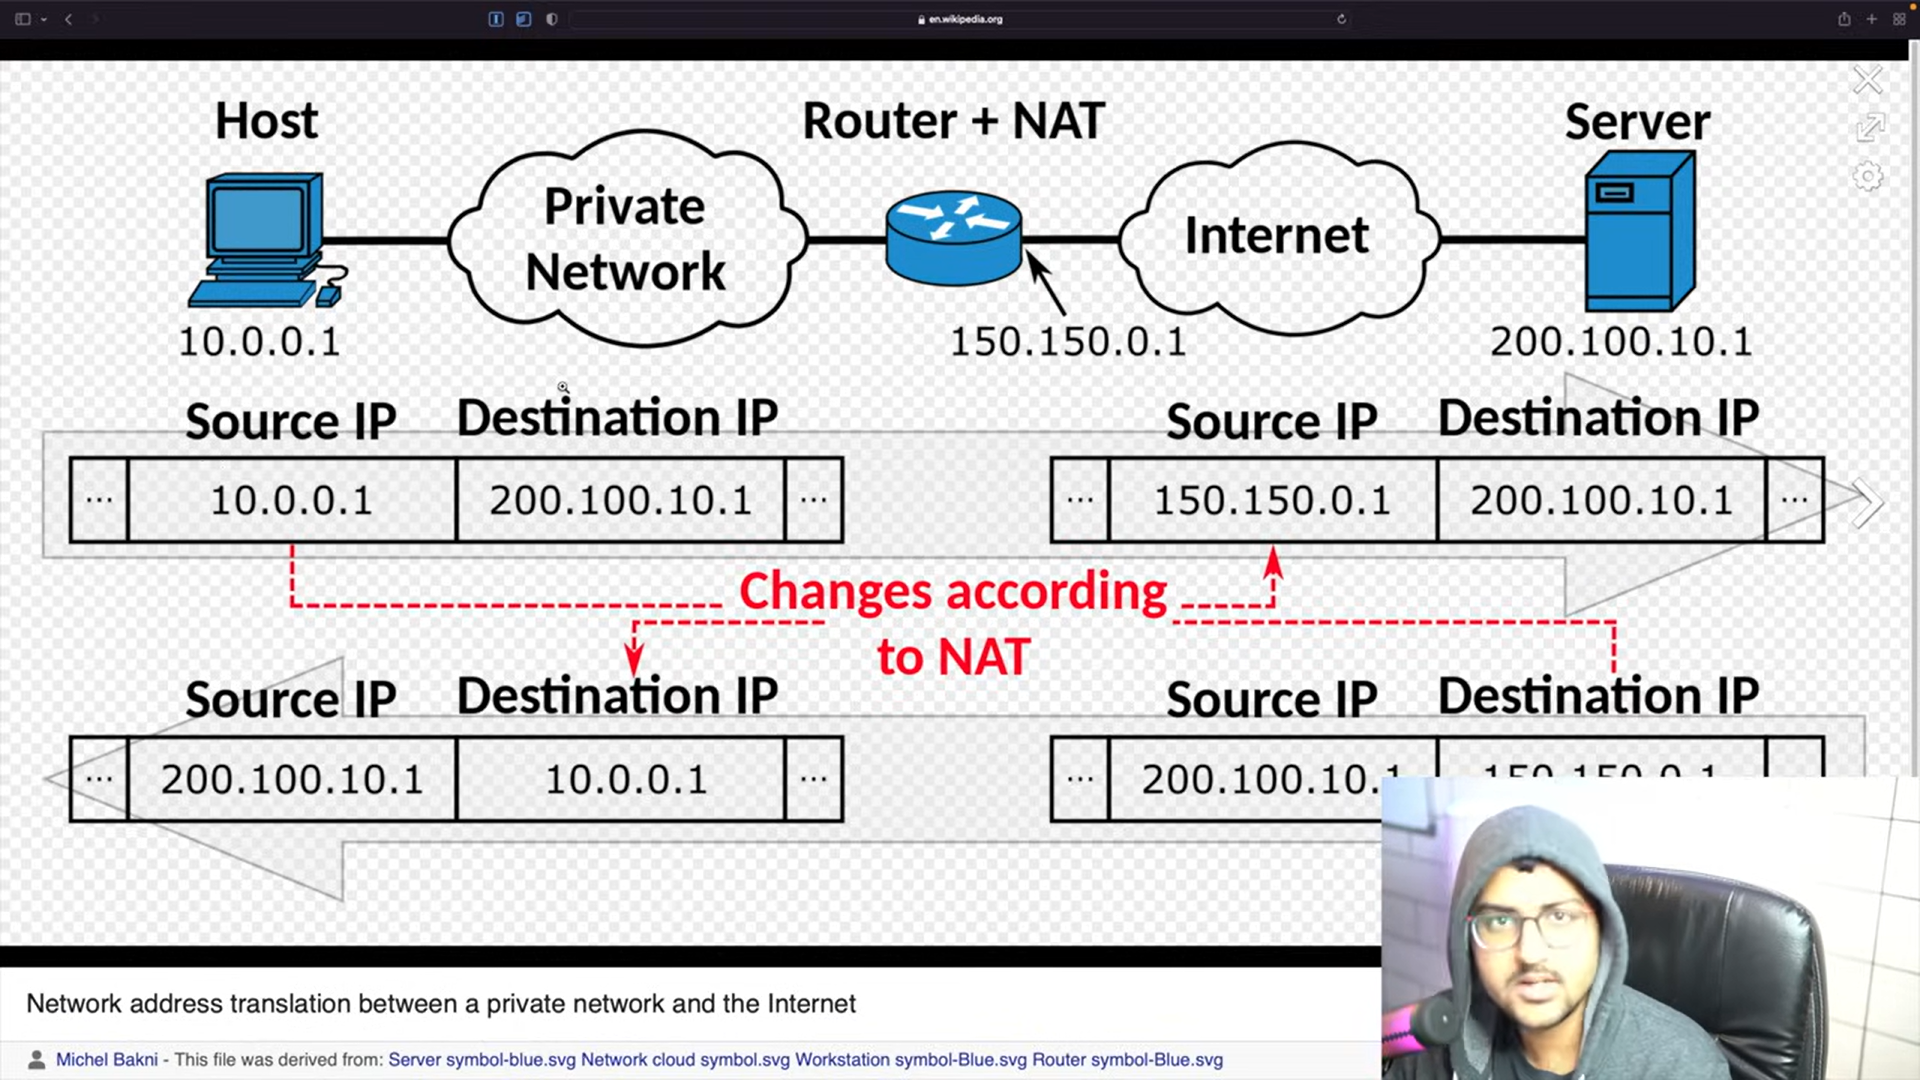 en.wikipedia.org
Host
Router + NAT
Server
Private
Network
Internet
10.0.0.1
150.150.0.1
200.100.10.1
Source IP Destination IP
Source IP Destination IP
... 10.0.0.1 200.100.10.1 ...
... 150.150.0.1 200.100.10.1 ...
Changes according
to NAT
Source IP Destination IP
Source IP Destination IP
... 200.100.10.1 10.0.0.1 ...
... 200.100.10.1 150.150.0.1
Network address translation between a private network and the Internet
Michel Bakni - This file was derived from: Server symbol-blue.svg Network cloud symbol.svg Workstation symbol-Blue.svg Router symbol-Blue.svg